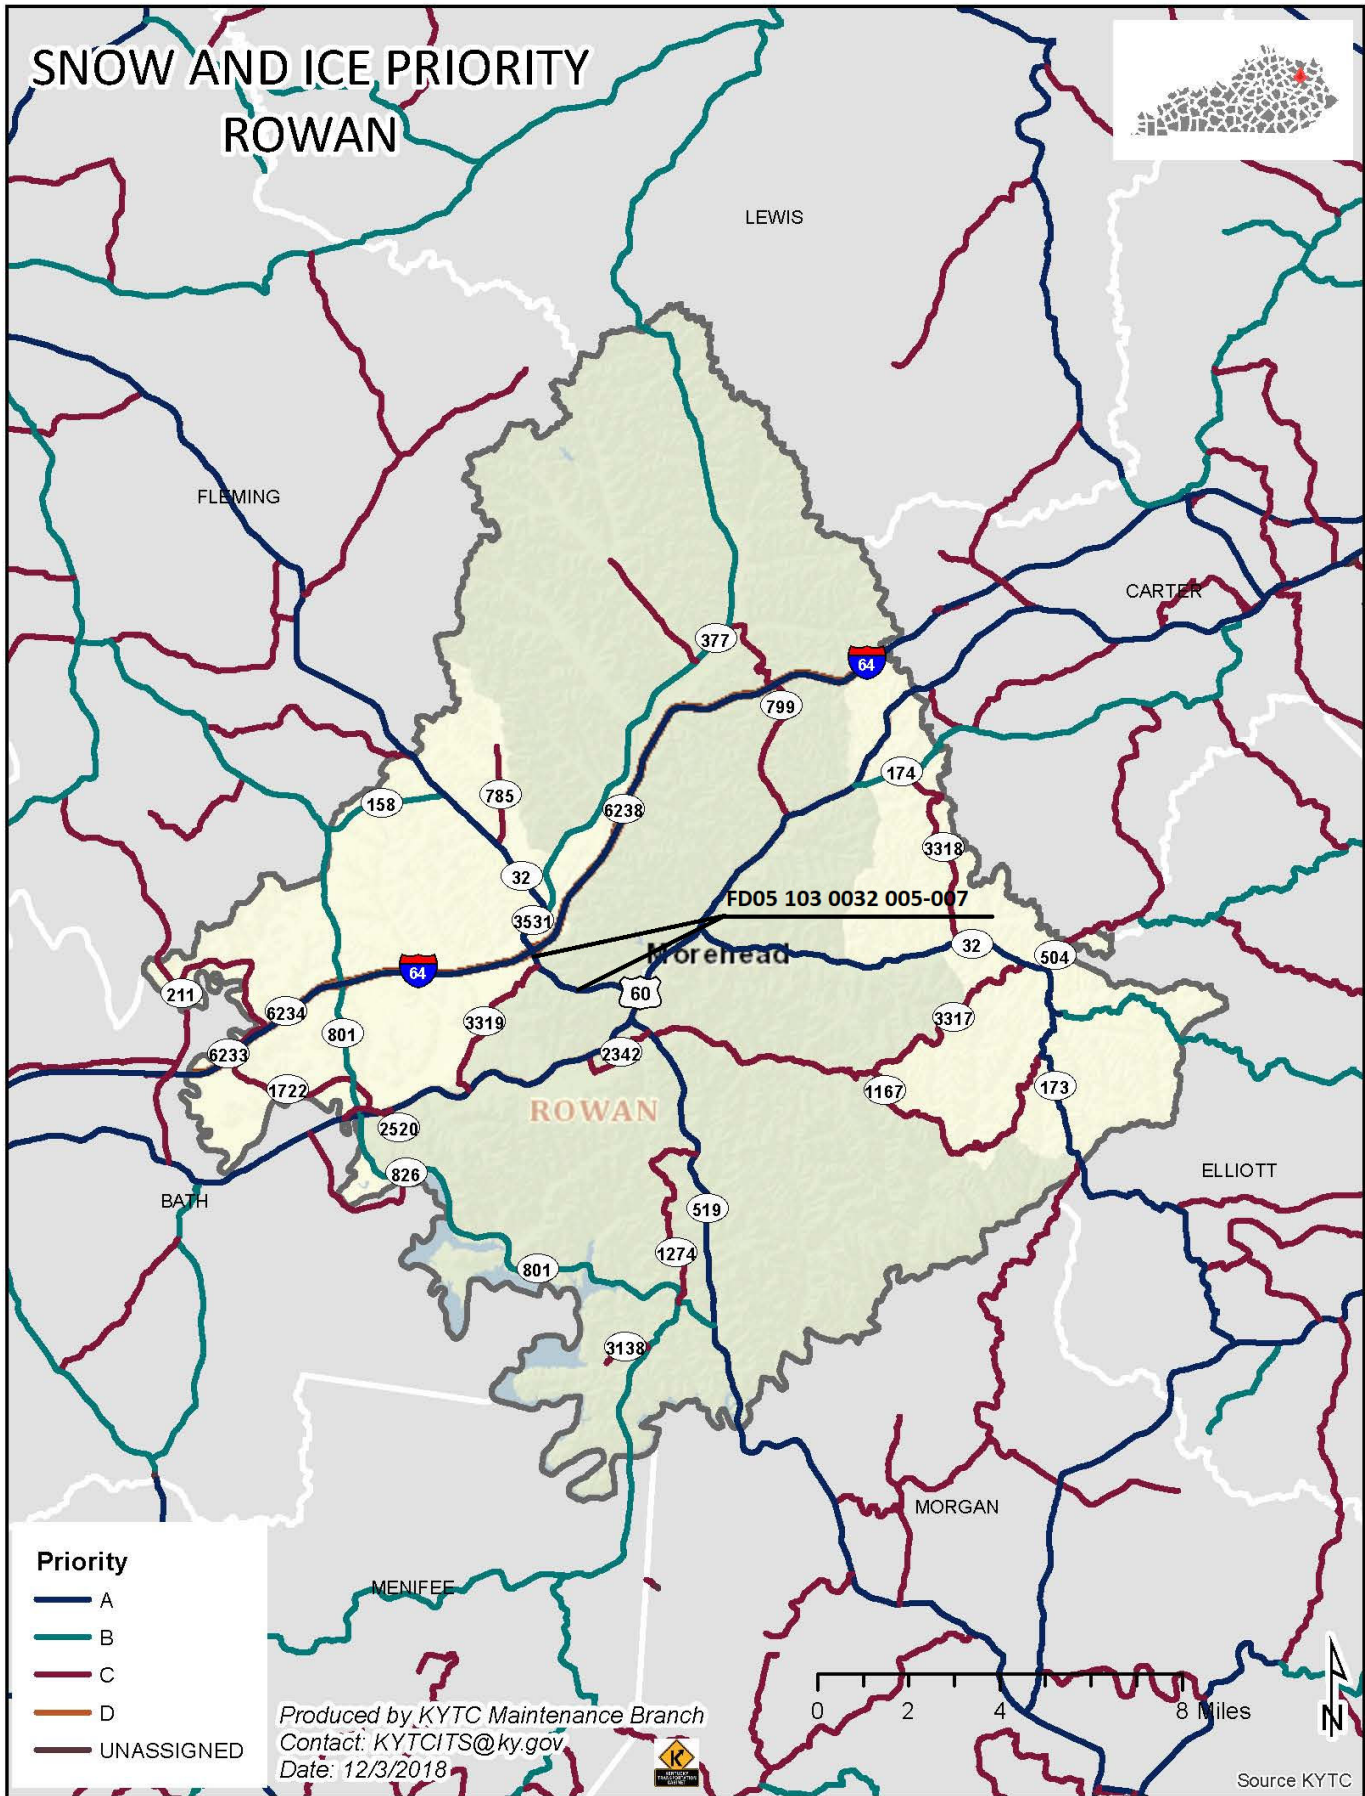 SNOW AND ICE PRIORITY
ROWAN
LEWIS
FLEMING
CARTER
377
64
799
174
158
785
6238
3318
32
FD05 103 0032 005-007
3531
Morehead
32
504
64
211
60
6234
3319
3317
801
6233
2342
1722
1167
173
ROWAN
2520
826
ELLIOTT
BATH
519
1274
801
3138
MORGAN
MENIFEE
Priority
A
B
C
D
UNASSIGNED
Produced by KYTC Maintenance Branch
Contact: KYTCITS@ky.gov
Date: 12/3/2018
KENTUCKY
TRANSPORTATION
CABINET
0 2 4 8 Miles
N
Source KYTC